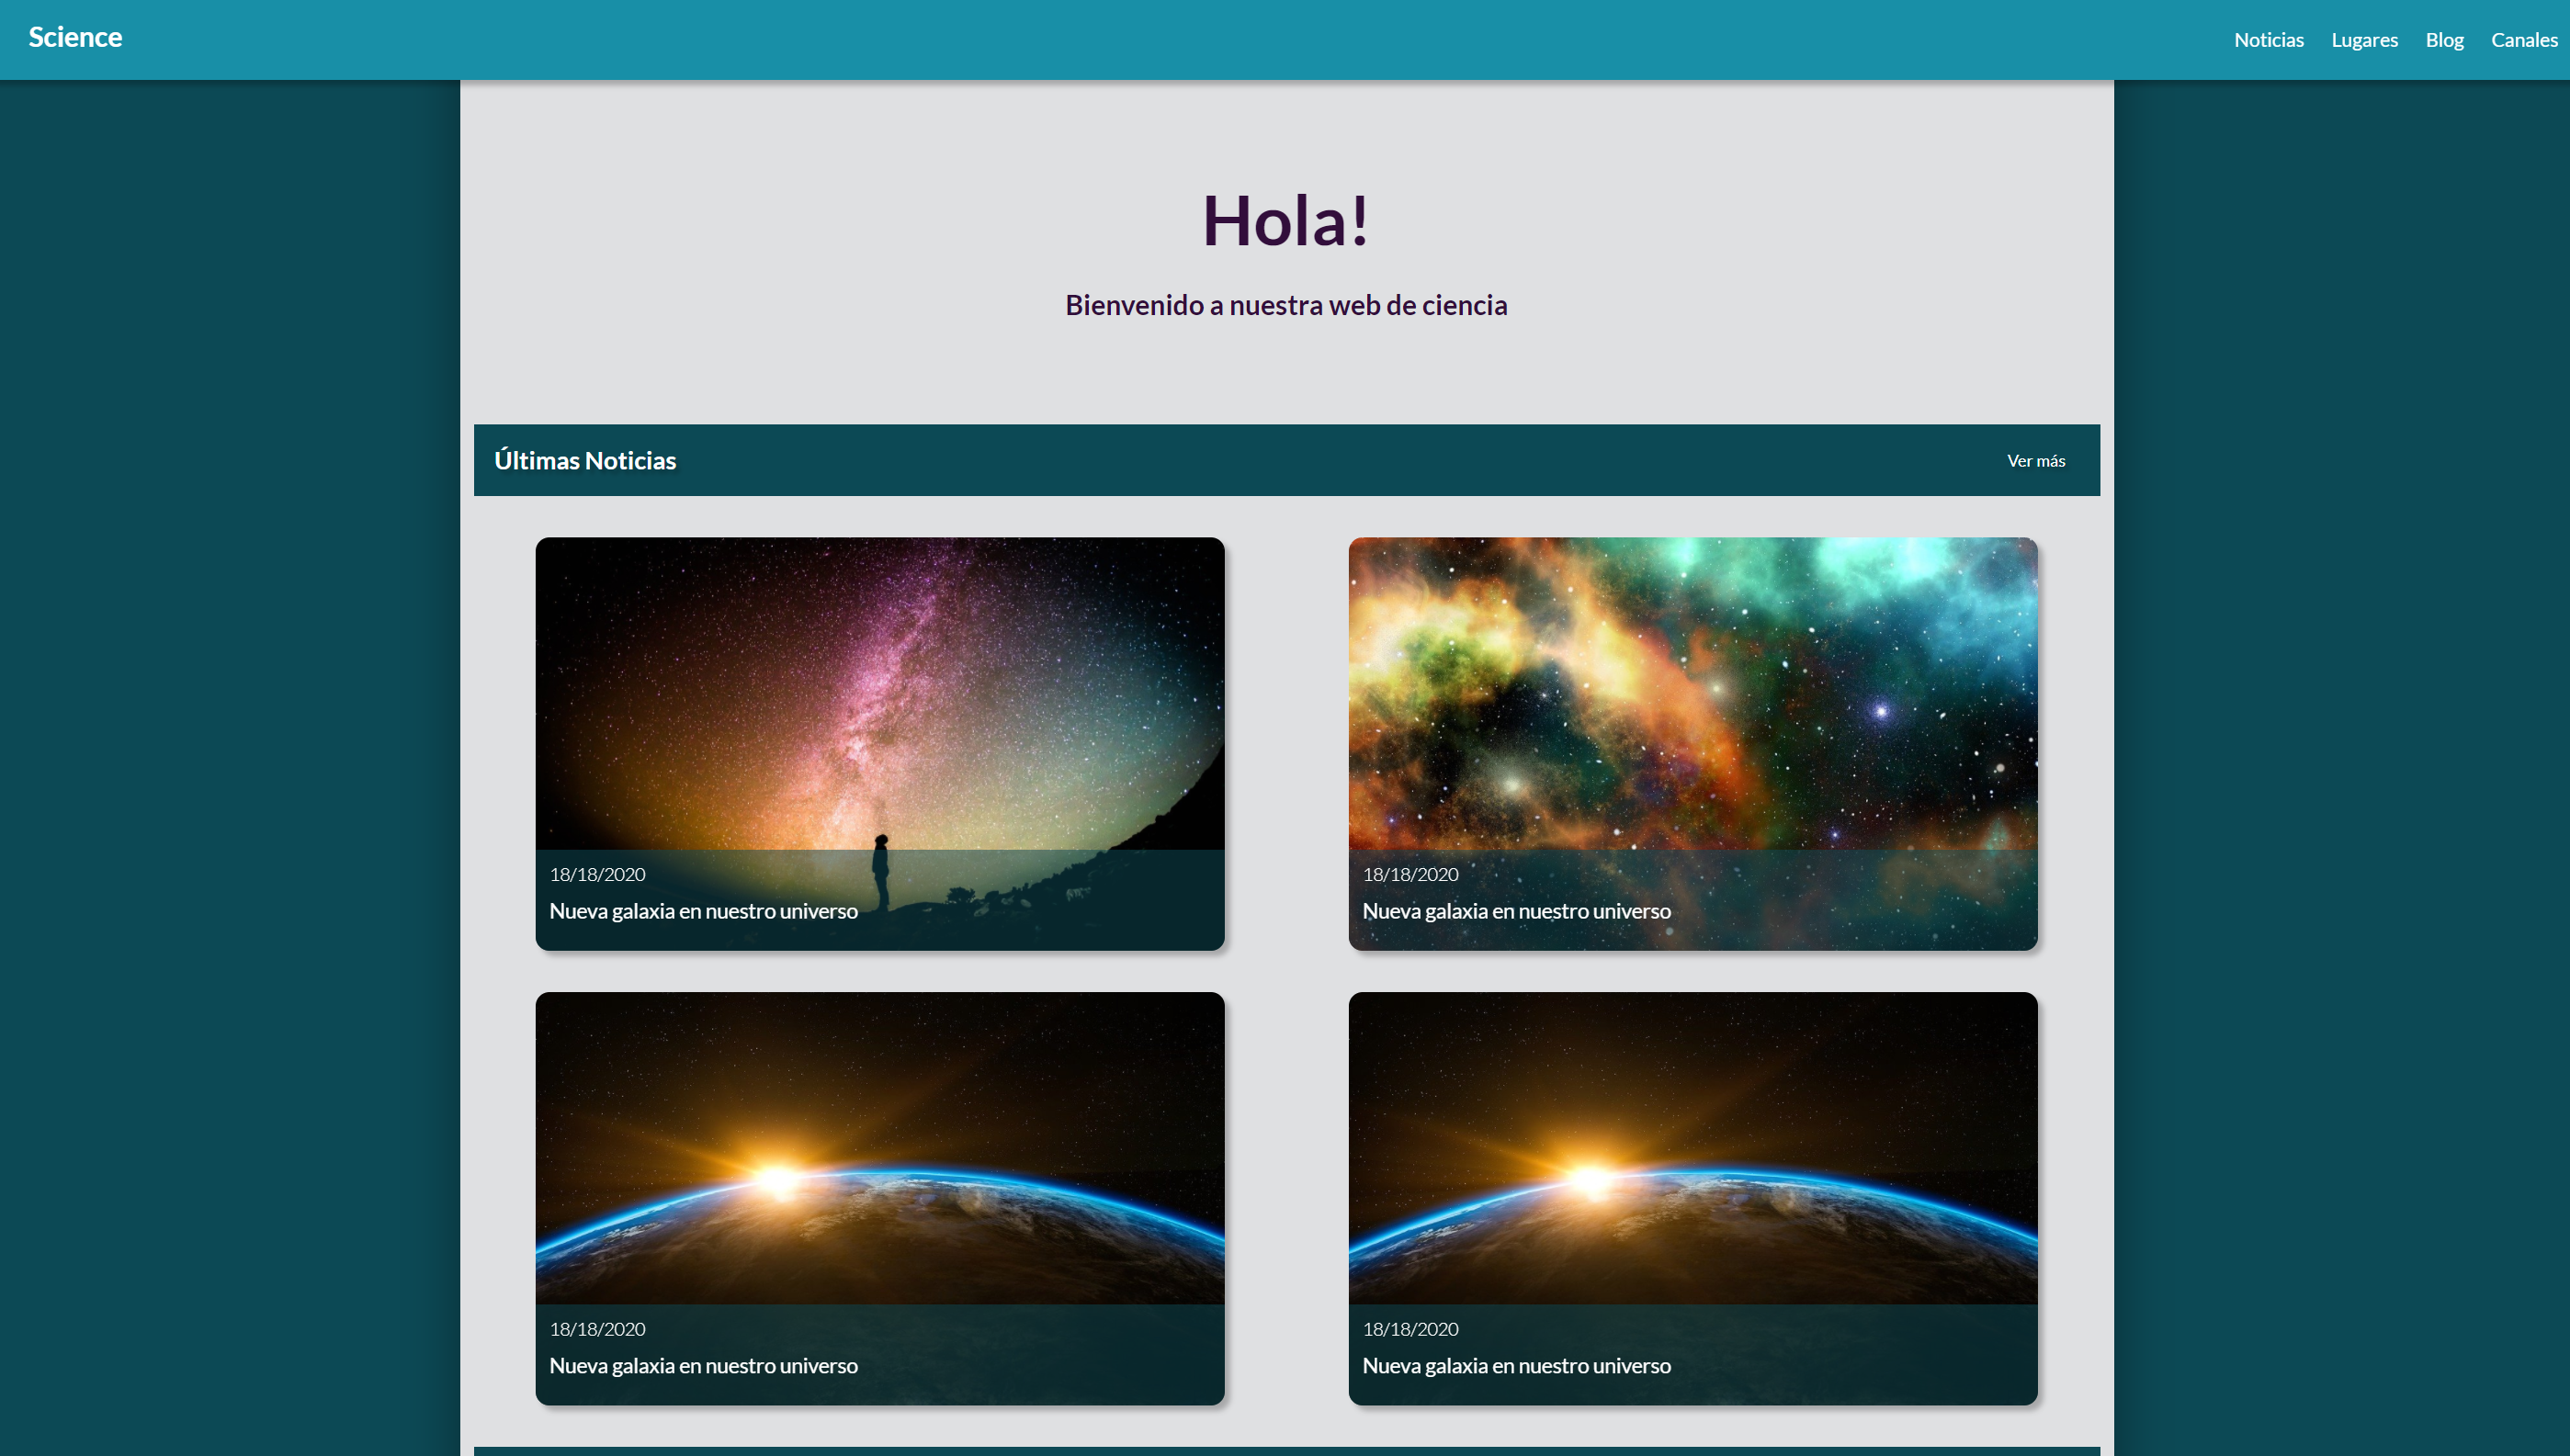 Science
Noticias Lugares Blog Canales
Hola!
Bienvenido a nuestra web de ciencia
Últimas Noticias
Ver más
18/18/2020
Nueva galaxia en nuestro universo
18/18/2020
Nueva galaxia en nuestro universo
18/18/2020
Nueva galaxia en nuestro universo
18/18/2020
Nueva galaxia en nuestro universo